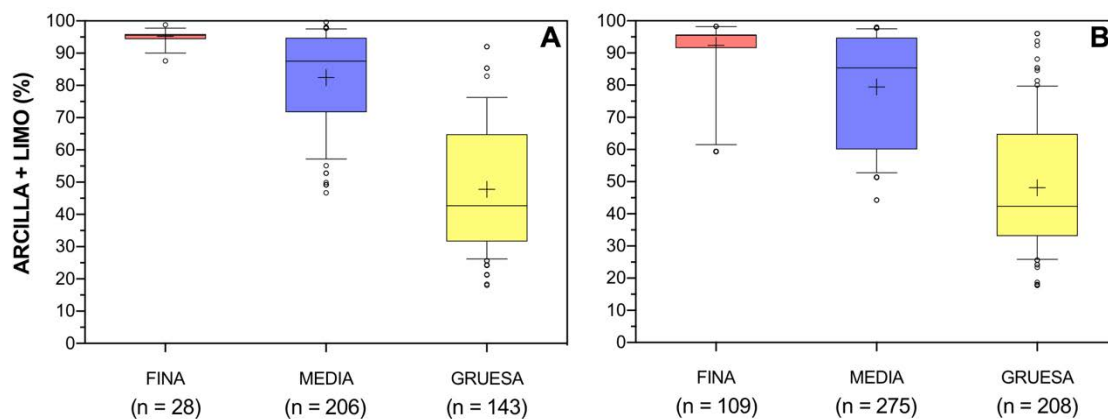 ARCILLA + LIMO (%)
A
100
90
80
70
60
50
40
30
20
10
0
FINA
(n = 28)
MEDIA
(n = 206)
GRUESA
(n = 143)
B
100
90
80
70
60
50
40
30
20
10
0
FINA
(n = 109)
MEDIA
(n = 275)
GRUESA
(n = 208)